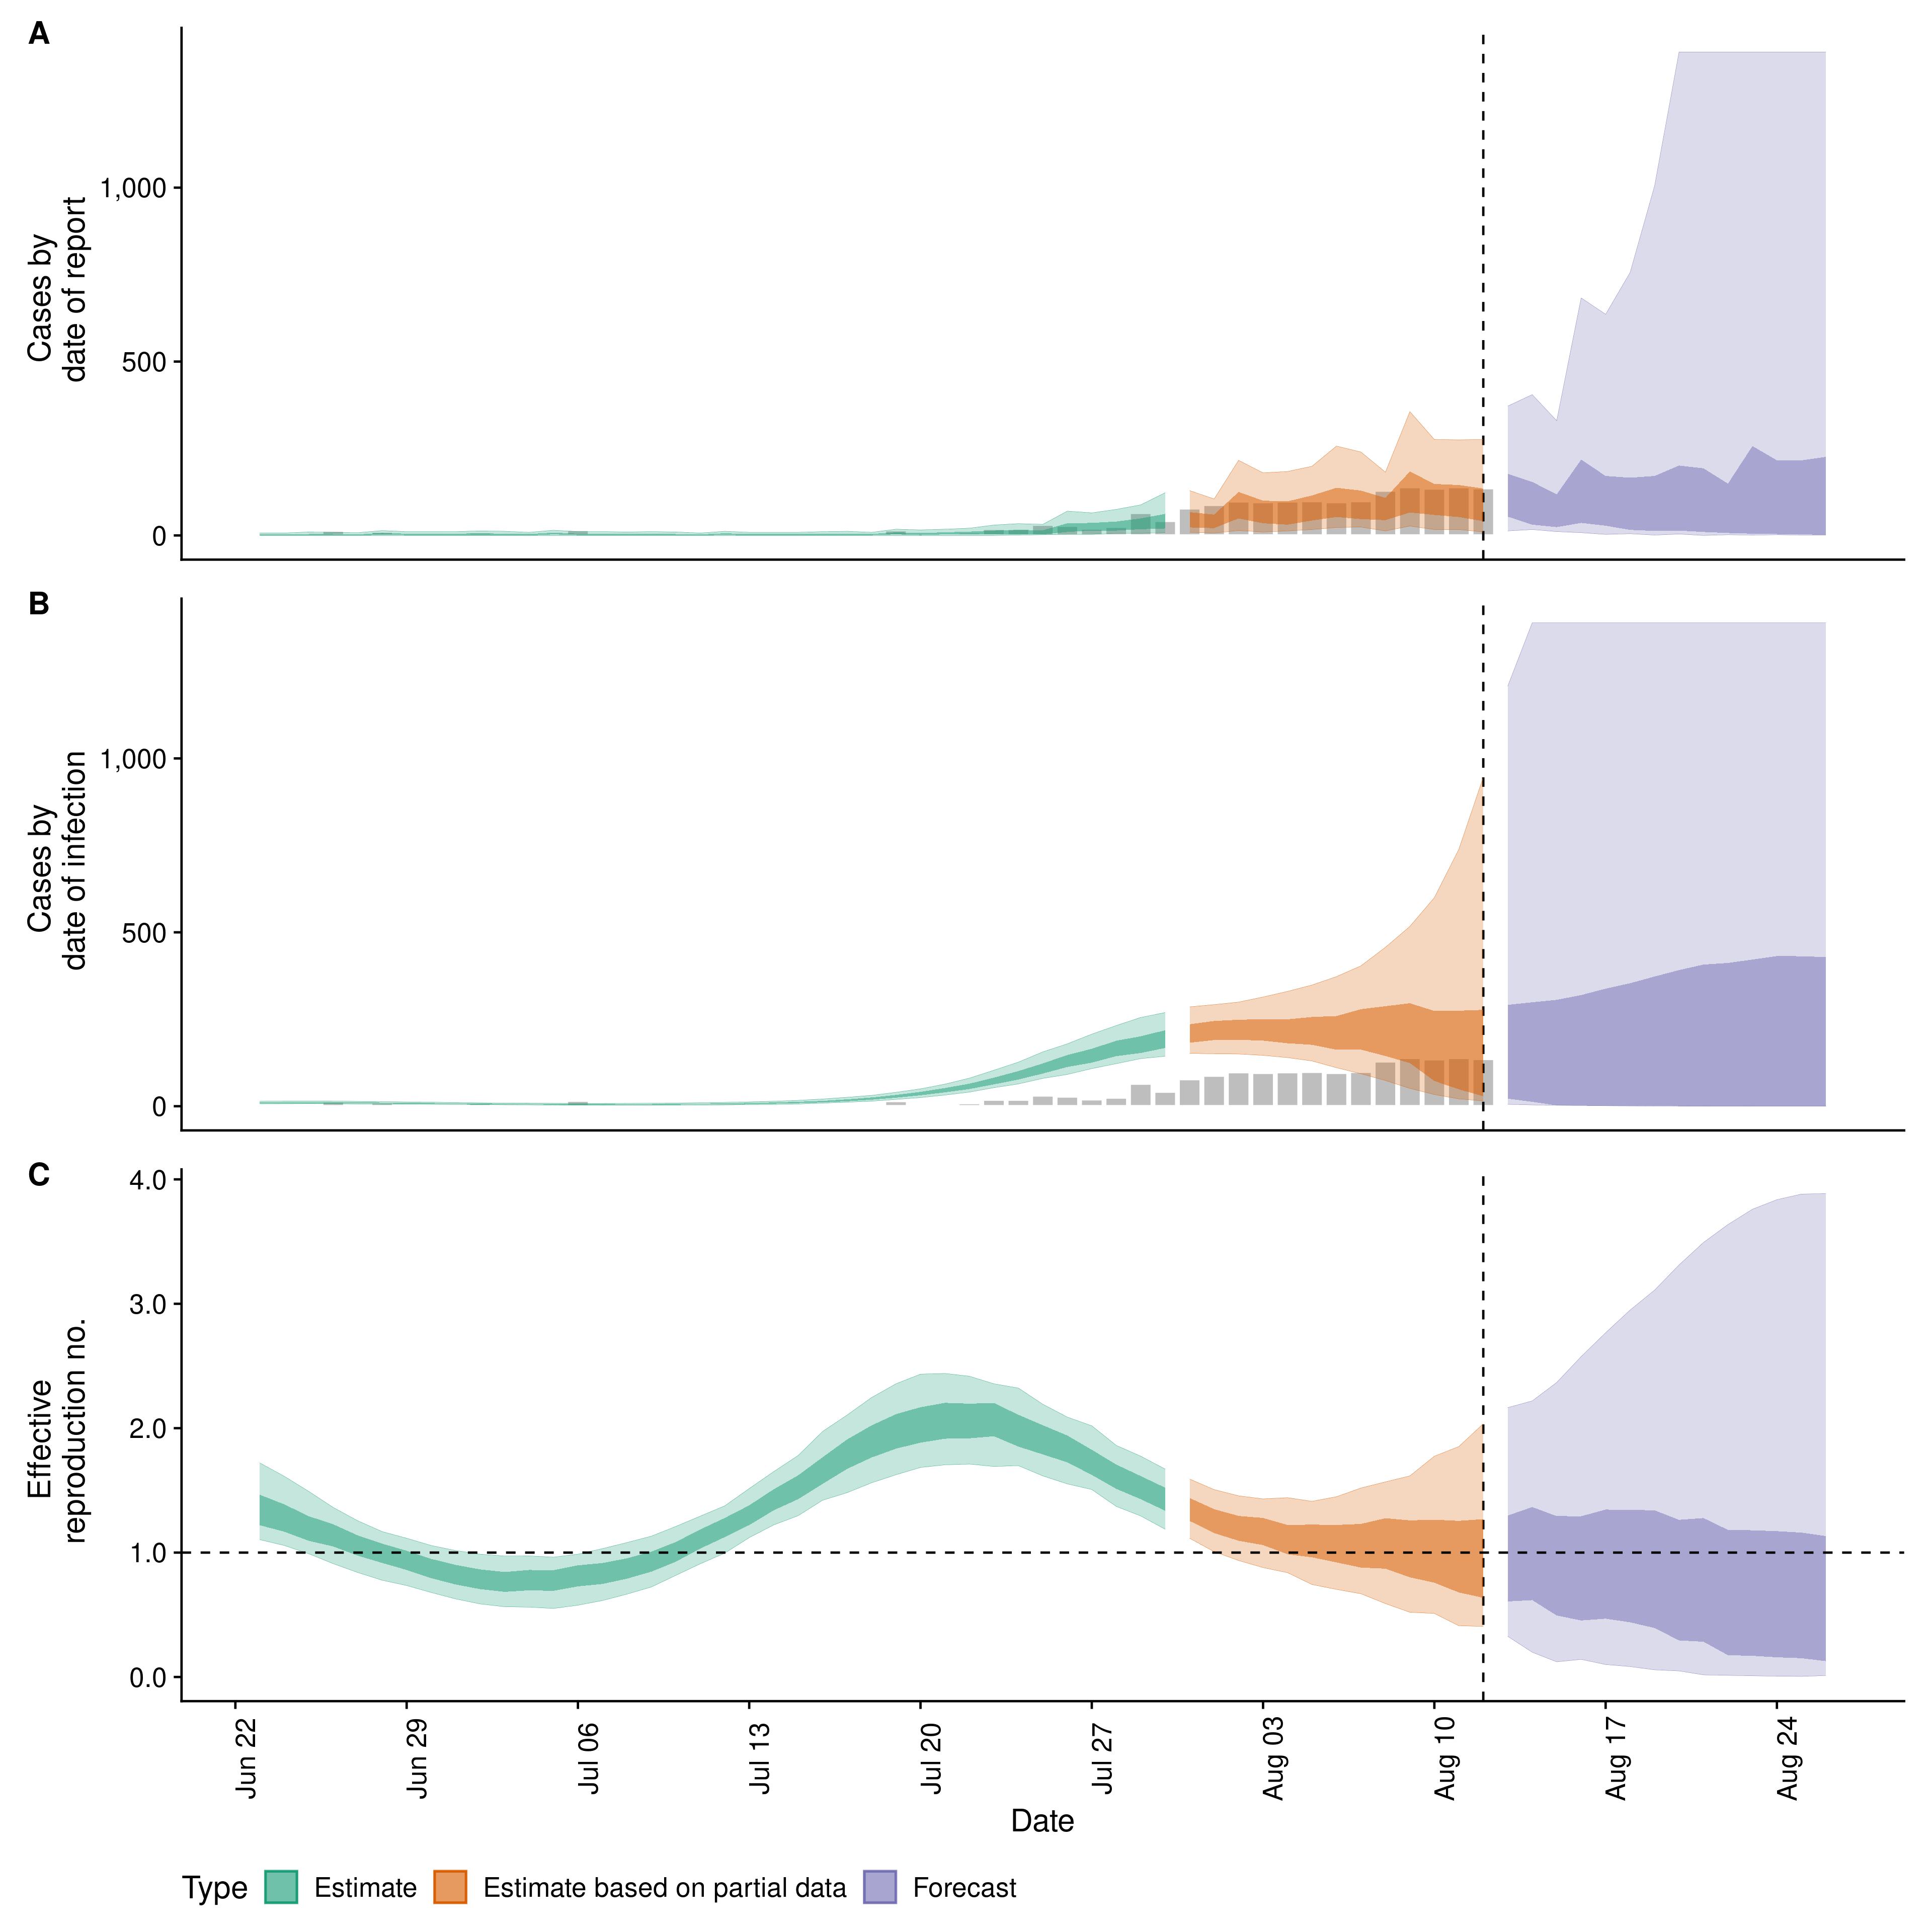 A
Cases by
date of report
1,000
500
0
B
Cases by
date of infection
1,000
500
0
C
Effective
reproduction no.
4.0
3.0
2.0
1.0
0.0
Jun 22
Jun 29
Jul 06
Jul 13
Jul 20
Jul 27
Aug 03
Aug 10
Aug 17
Aug 24
Date
Type Estimate Estimate based on partial data Forecast